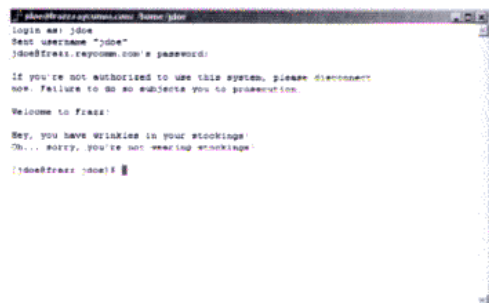 jdoe@frazz.raycomm.com: /home/jdoe
login as: jdoe
Sent username "jdoe"
jdoe@frazz.raycomm.com's password:
If you're not authorized to use this system, please disconnect
now. Failure to do so subjects you to prosecution.
Welcome to Frazz!
Hey, you have wrinkles in your stockings!
Oh... sorry, you're not wearing stockings!
[jdoe@frazz jdoe]$